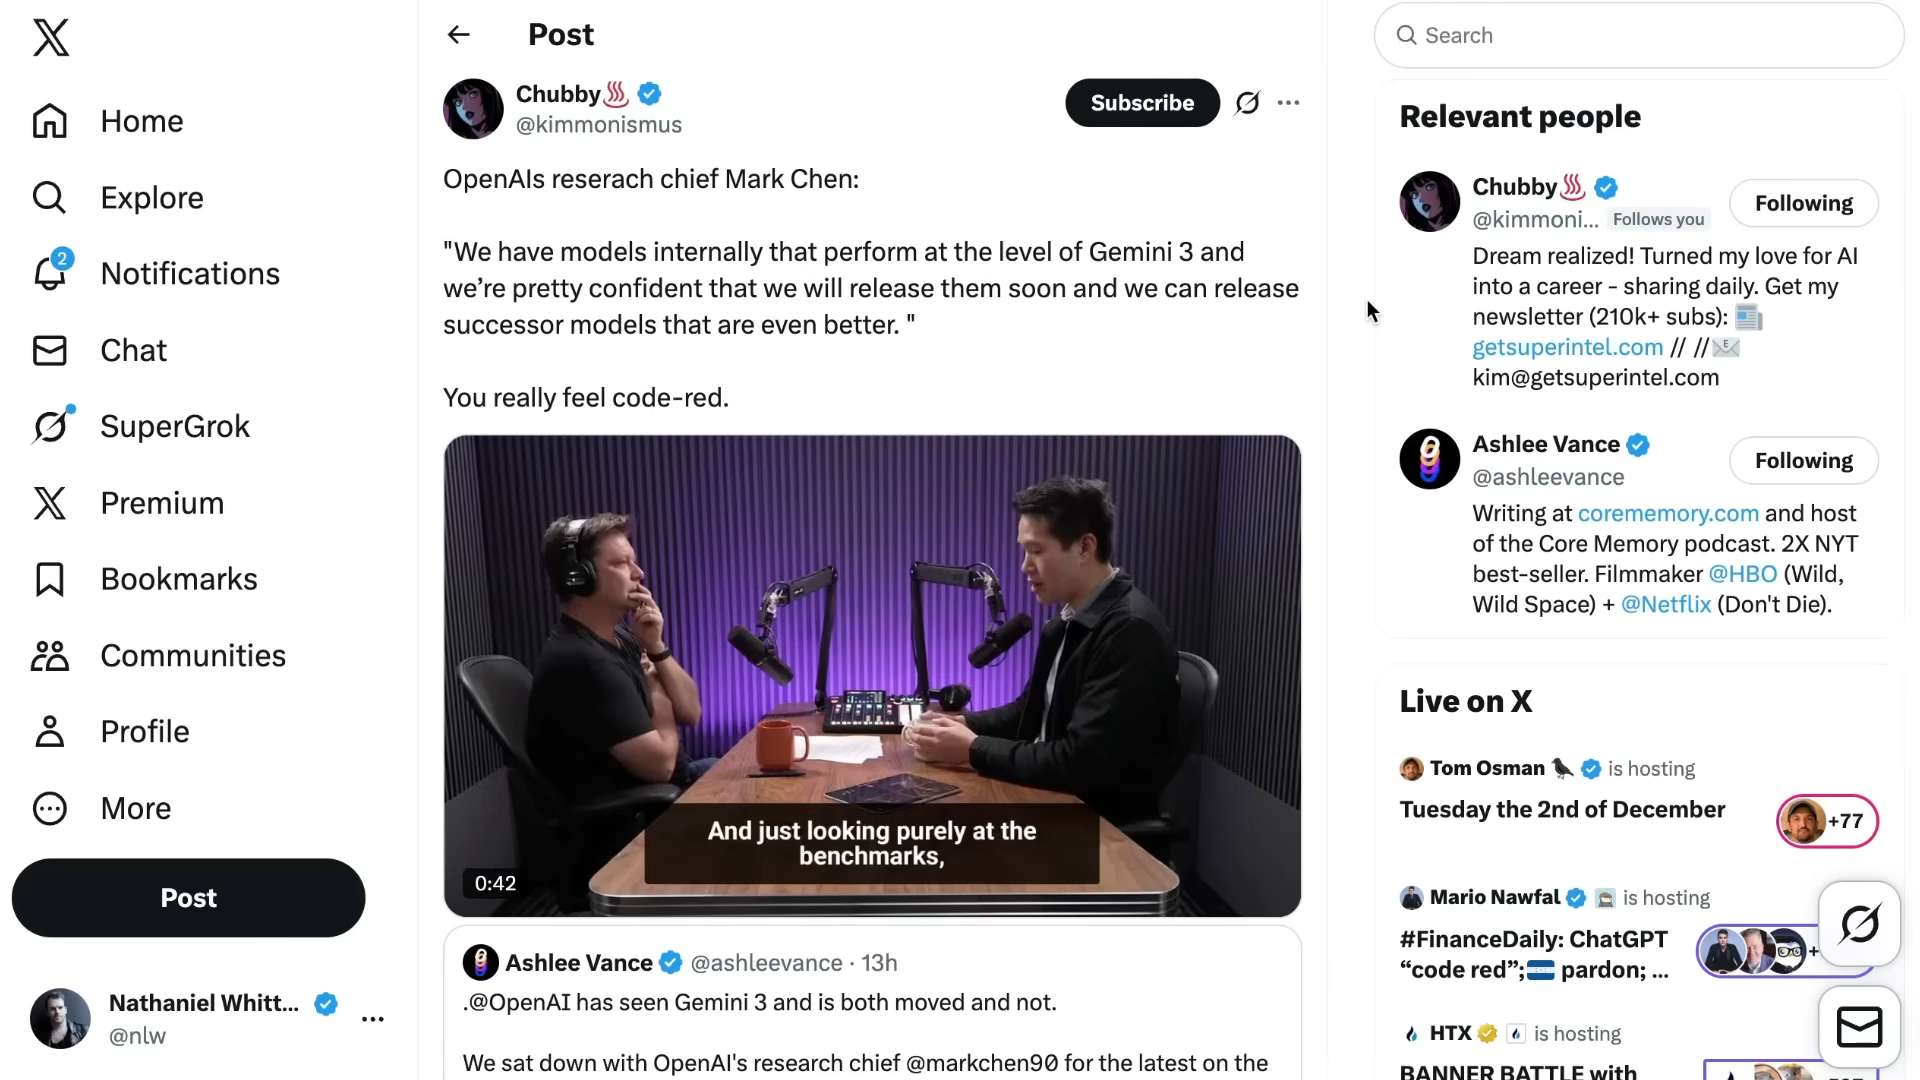 Home
Explore
2
Notifications
Chat
SuperGrok
Premium
Bookmarks
Communities
Profile
More
Post
Nathaniel Whitt...
@nlw
Post
Chubby
@kimmonismus
Subscribe
OpenAIs reserach chief Mark Chen:
"We have models internally that perform at the level of Gemini 3 and
we’re pretty confident that we will release them soon and we can release
successor models that are even better. "
You really feel code-red.
And just looking purely at the
benchmarks,
0:42
Ashlee Vance @ashleevance · 13h
.@OpenAI has seen Gemini 3 and is both moved and not.
We sat down with OpenAI's research chief @markchen90 for the latest on the
Search
Relevant people
Chubby
@kimmoni... Follows you
Following
Dream realized! Turned my love for AI
into a career - sharing daily. Get my
newsletter (210k+ subs):
getsuperintel.com // //
kim@getsuperintel.com
Ashlee Vance
@ashleevance
Following
Writing at corememory.com and host
of the Core Memory podcast. 2X NYT
best-seller. Filmmaker @HBO (Wild,
Wild Space) + @Netflix (Don't Die).
Live on X
Tom Osman is hosting
Tuesday the 2nd of December
+77
Mario Nawfal is hosting
#FinanceDaily: ChatGPT
“code red”; pardon; ...
+
HTX is hosting
BANNER BATTLE with